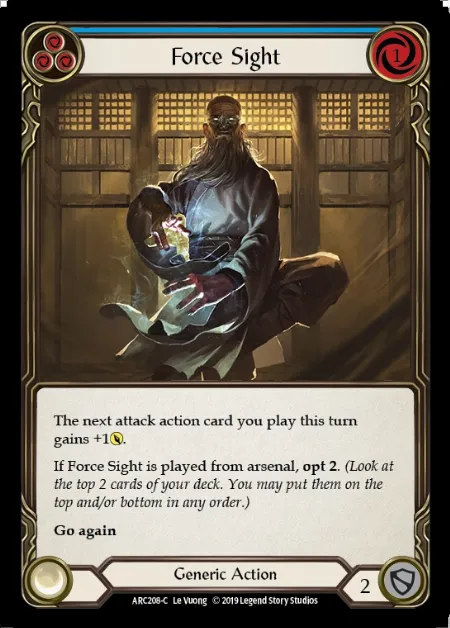 Force Sight
1
The next attack action card you play this turn
gains +1.
If Force Sight is played from arsenal, opt 2. (Look at
the top 2 cards of your deck. You may put them on the
top and/or bottom in any order.)
Go again
Generic Action
2
ARC208-C Le Vuong © 2019 Legend Story Studios